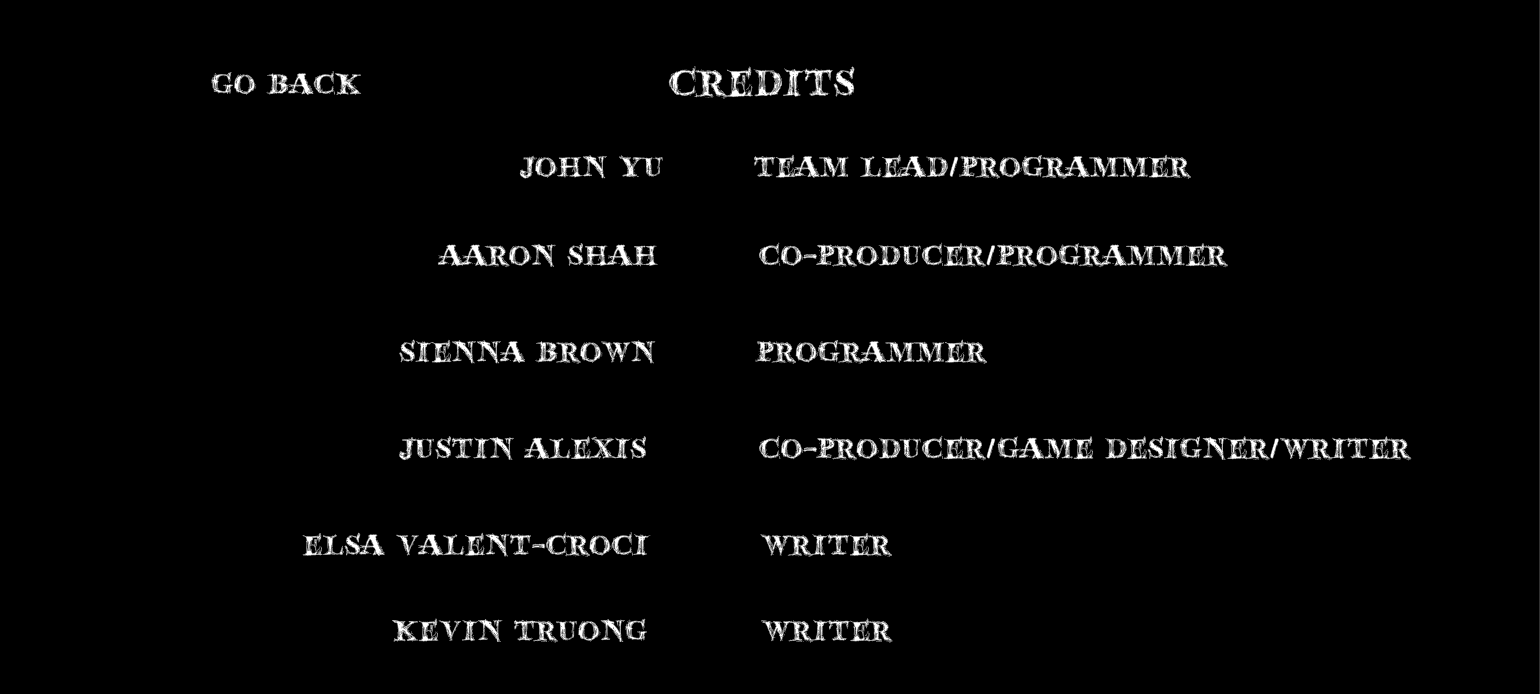 GO BACK CREDITS
JOHN YU TEAM LEAD/PROGRAMMER
AARON SHAH CO-PRODUCER/PROGRAMMER
SIENNA BROWN PROGRAMMER
JUSTIN ALEXIS CO-PRODUCER/GAME DESIGNER/WRITER
ELSA VALENT-CROCI WRITER
KEVIN TRUONG WRITER